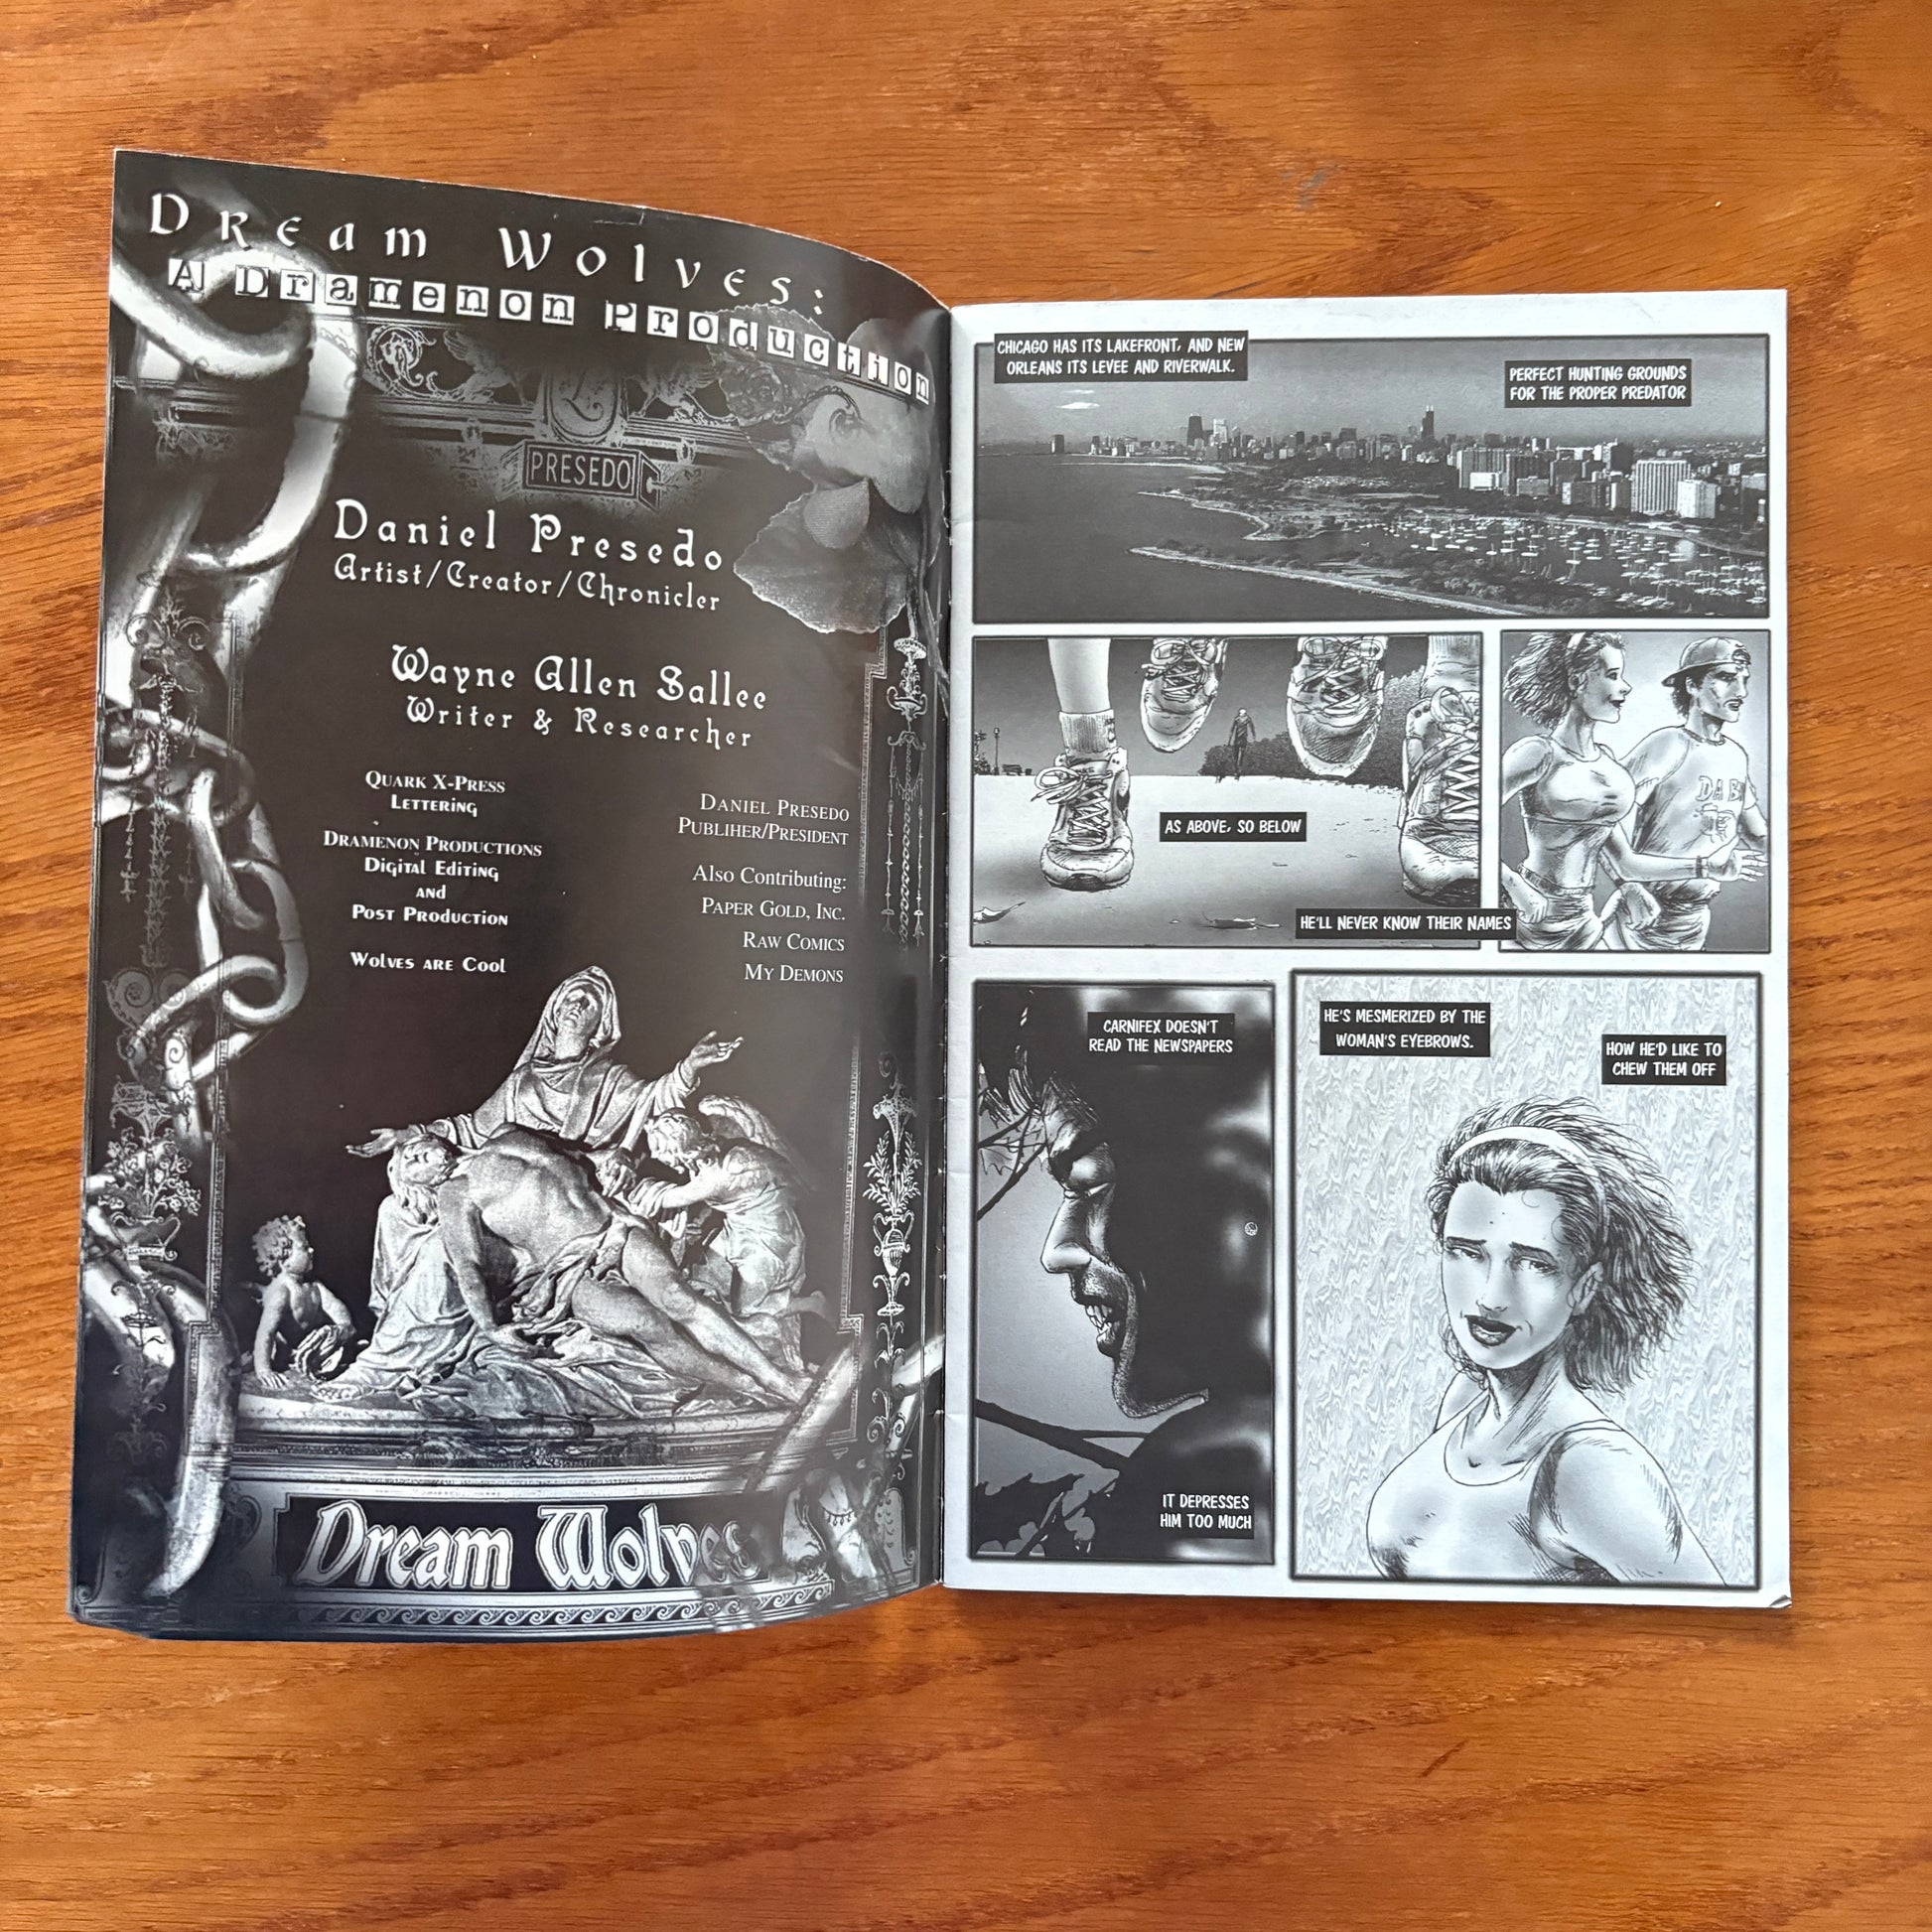 Dream Wolves:
A Dramenon Production
PRESEDO
Daniel Presedo
Artist/Creator/Chronicler
Wayne Allen Sallee
Writer & Researcher
Quark X-Press
Lettering
Dramenon Productions
Digital Editing
and
Post Production
Wolves are Cool
Daniel Presedo
Publiher/President
Also Contributing:
Paper Gold, Inc.
Raw Comics
My Demons
Dream Wolves
CHICAGO HAS ITS LAKEFRONT, AND NEW
ORLEANS ITS LEVEE AND RIVERWALK.
PERFECT HUNTING GROUNDS
FOR THE PROPER PREDATOR
AS ABOVE, SO BELOW
HE'LL NEVER KNOW THEIR NAMES
DA
CARNIFEX DOESN'T
READ THE NEWSPAPERS
IT DEPRESSES
HIM TOO MUCH
HE'S MESMERIZED BY THE
WOMAN'S EYEBROWS.
HOW HE'D LIKE TO
CHEW THEM OFF